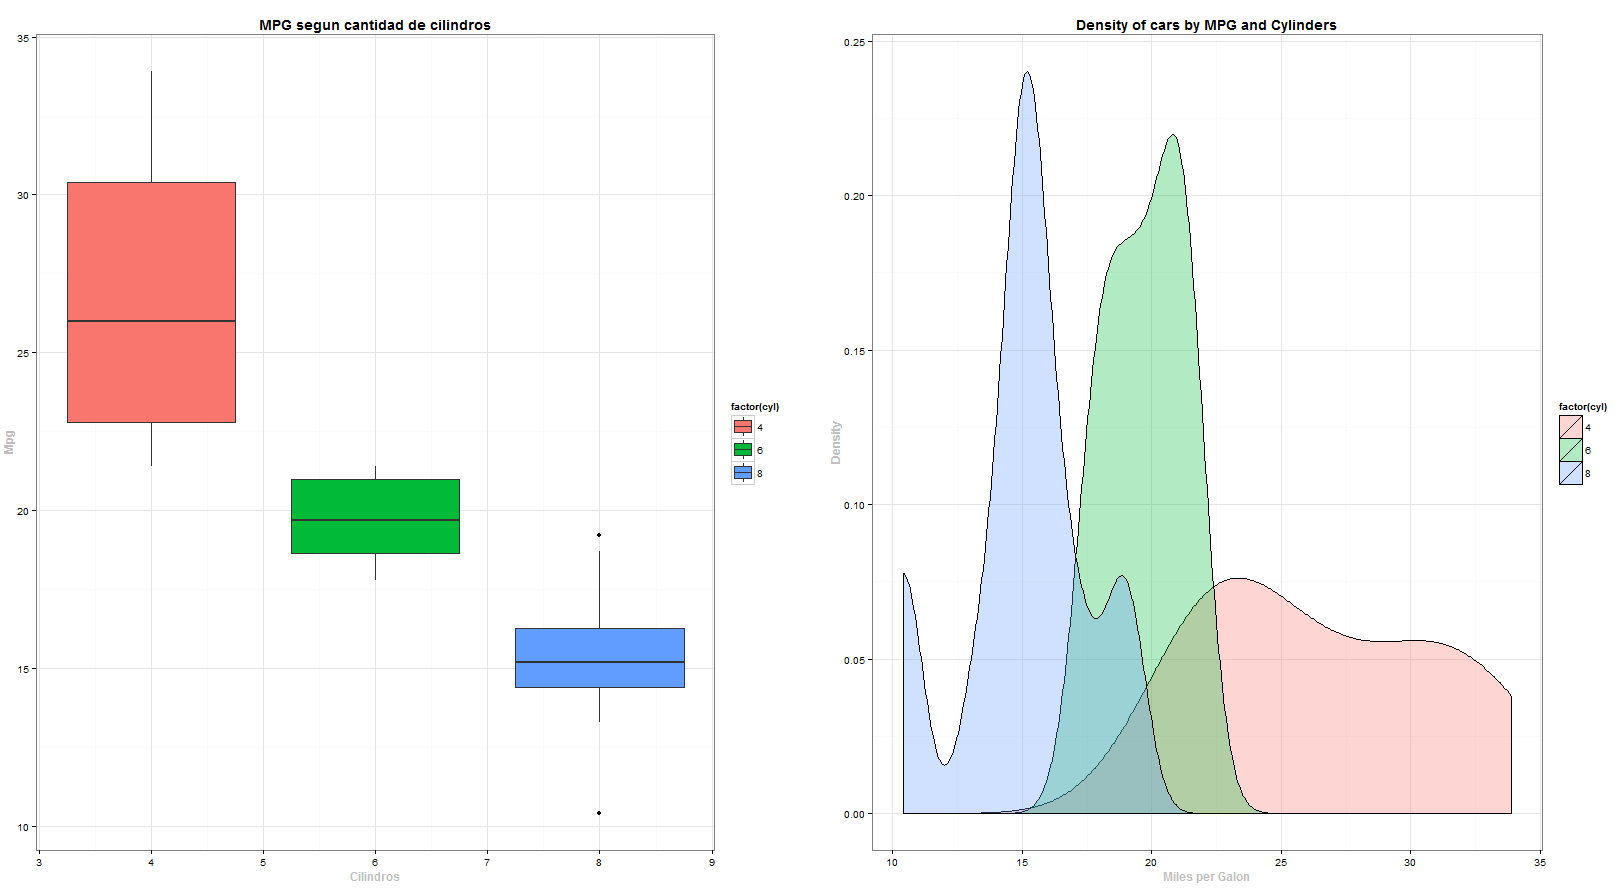 MPG segun cantidad de cilindros
35
30
25
20
15
10
Mpg
3 4 5 6 7 8 9
Cilindros
factor(cyl)
4
6
8
Density of cars by MPG and Cylinders
0.25
0.20
0.15
0.10
0.05
0.00
Density
10 15 20 25 30 35
Miles per Galon
factor(cyl)
4
6
8